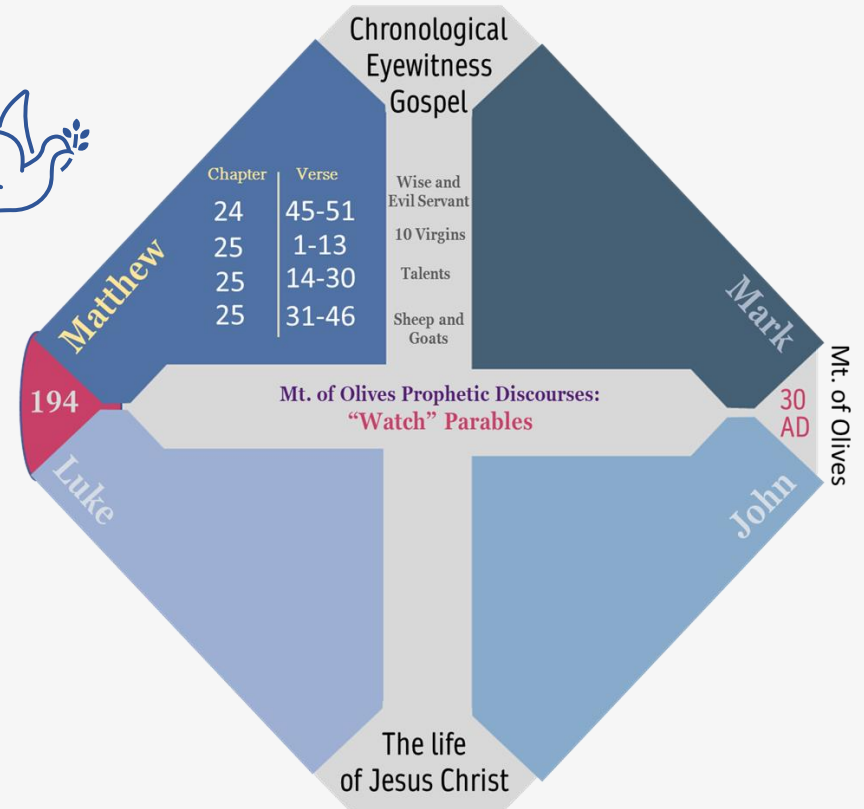 Chronological
Eyewitness
Gospel
Chapter Verse
24 45-51
25 1-13
25 14-30
25 31-46
Wise and
Evil Servant
10 Virgins
Talents
Sheep and
Goats
Matthew
Mark
194
Mt. of Olives Prophetic Discourses:
“Watch” Parables
30
AD
Mt. of Olives
Luke
John
The life
of Jesus Christ